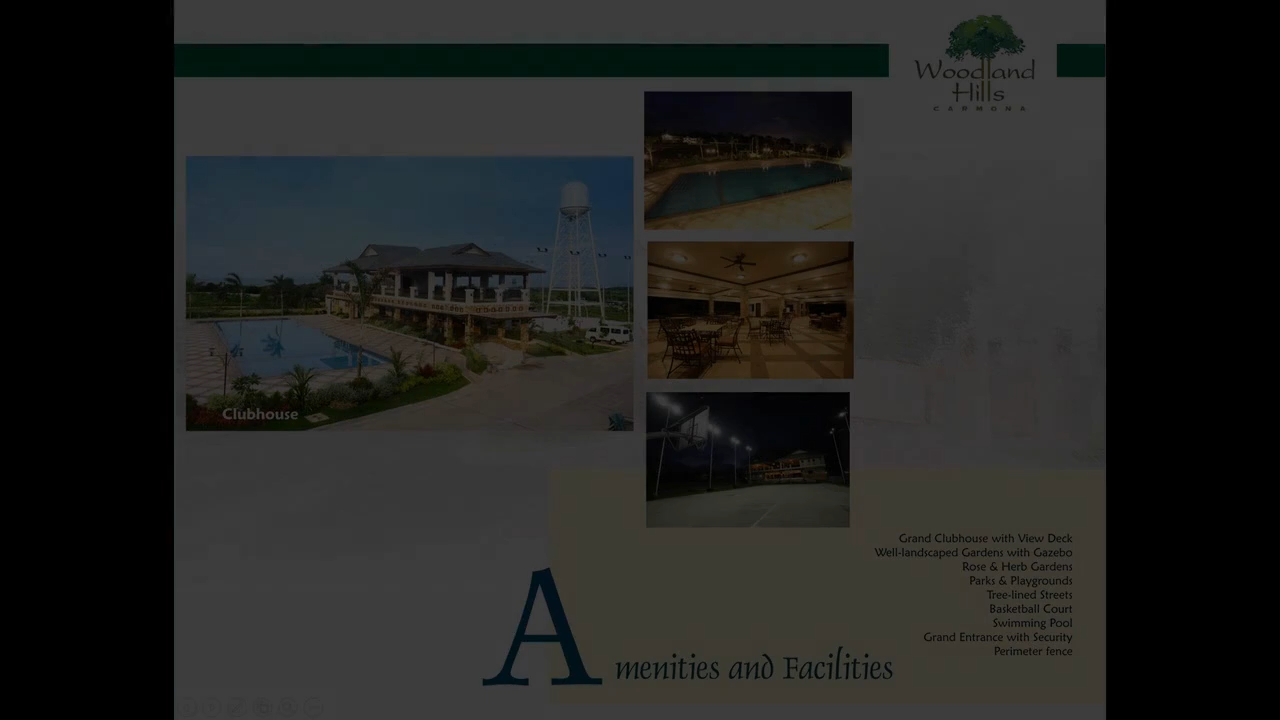 Woodland
Hills
CARMONA
Clubhouse
Grand Clubhouse with View Deck
Well-landscaped Gardens with Gazebo
Rose & Herb Gardens
Parks & Playgrounds
Tree-lined Streets
Basketball Court
Swimming Pool
Grand Entrance with Security
Perimeter fence
Amenities and Facilities